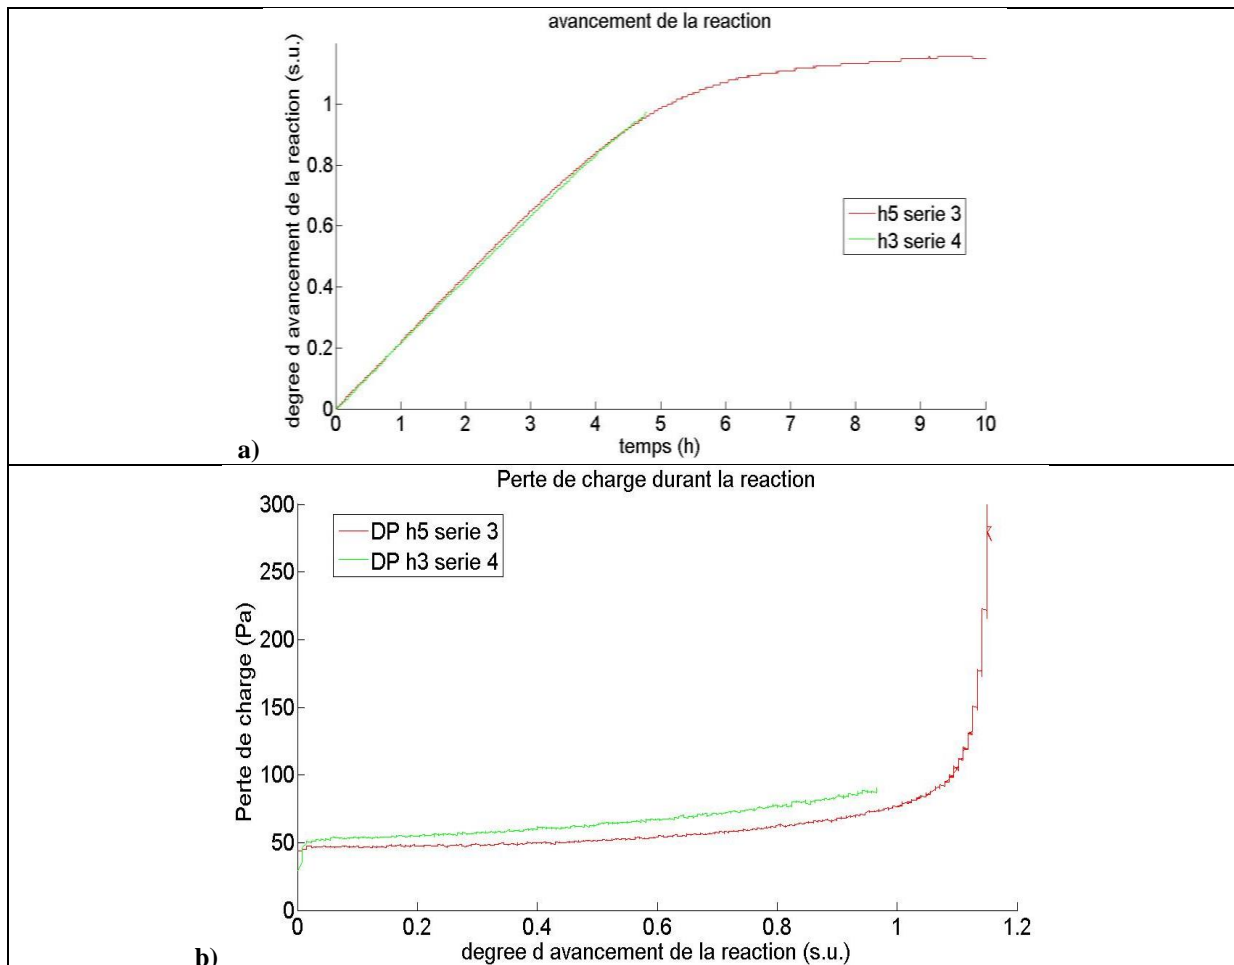 avancement de la reaction
degree d avancement de la reaction (s.u.)
1
0.8
0.6
0.4
0.2
0
h5 serie 3
h3 serie 4
0 1 2 3 4 5 6 7 8 9 10
temps (h)
a)
Perte de charge durant la reaction
Perte de charge (Pa)
300
250
200
150
100
50
0
DP h5 serie 3
DP h3 serie 4
0 0.2 0.4 0.6 0.8 1 1.2
degree d avancement de la reaction (s.u.)
b)